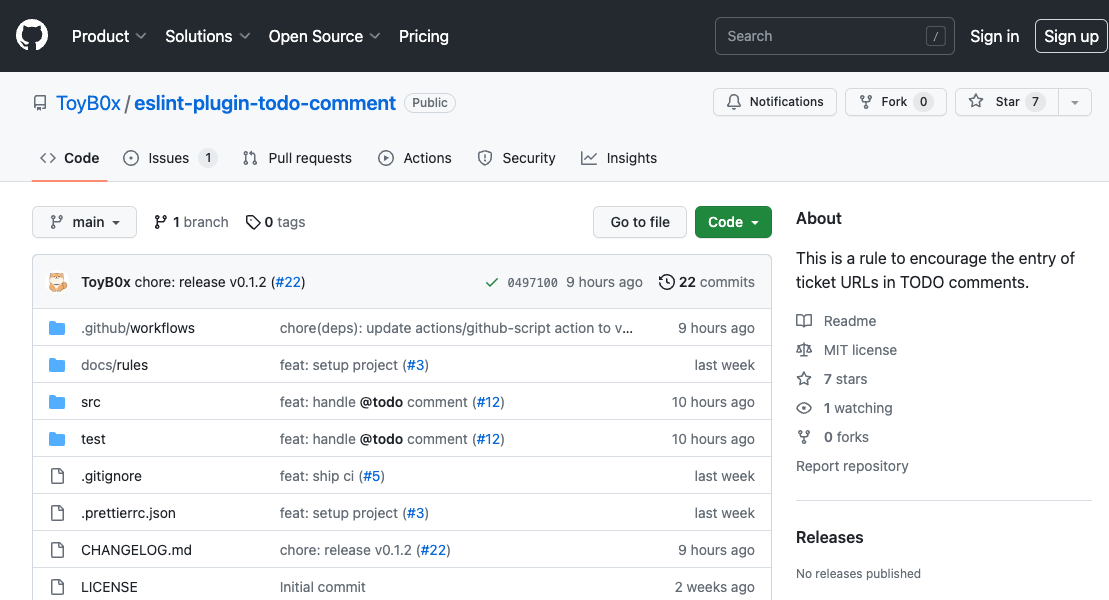 Product Solutions Open Source Pricing Search / Sign in Sign up
ToyB0x / eslint-plugin-todo-comment Public Notifications Fork 0 Star 7
Code Issues 1 Pull requests Actions Security Insights
main 1 branch 0 tags Go to file Code
ToyB0x chore: release v0.1.2 (#22) 0497100 9 hours ago 22 commits
.github/workflows chore(deps): update actions/github-script action to v... 9 hours ago
docs/rules feat: setup project (#3) last week
src feat: handle @todo comment (#12) 10 hours ago
test feat: handle @todo comment (#12) 10 hours ago
.gitignore feat: ship ci (#5) last week
.prettierrc.json feat: setup project (#3) last week
CHANGELOG.md chore: release v0.1.2 (#22) 9 hours ago
LICENSE Initial commit 2 weeks ago
About
This is a rule to encourage the entry of
ticket URLs in TODO comments.
Readme
MIT license
7 stars
1 watching
0 forks
Report repository
Releases
No releases published